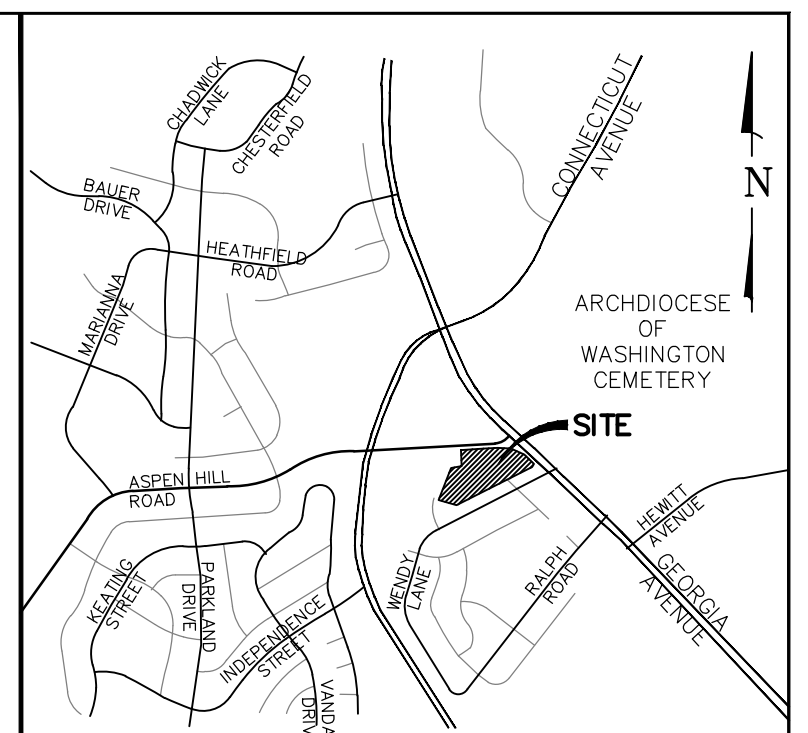 CHADWICK
LANE
CHESTERFIELD
ROAD
CONNECTICUT
AVENUE
N
BAUER
DRIVE
HEATHFIELD
ROAD
MARIANNA
DRIVE
ARCHDIOCESE
OF
WASHINGTON
CEMETERY
SITE
ASPEN HILL
ROAD
HEWITT
AVENUE
KEATING
STREET
PARKLAND
DRIVE
INDEPENDENCE
STREET
WENDY
LANE
RALPH
ROAD
GEORGIA
AVENUE